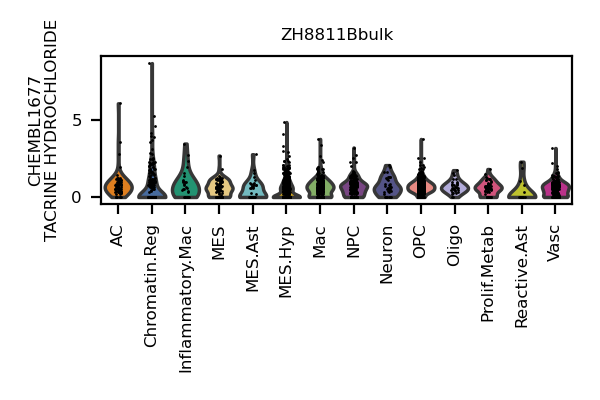 ZH8811Bbulk
CHEMBL1677
TACRINE HYDROCHLORIDE
5
0
AC
Chromatin.Reg
Inflammatory.Mac
MES
MES.Ast
MES.Hyp
Mac
NPC
Neuron
OPC
Oligo
Prolif.Metab
Reactive.Ast
Vasc